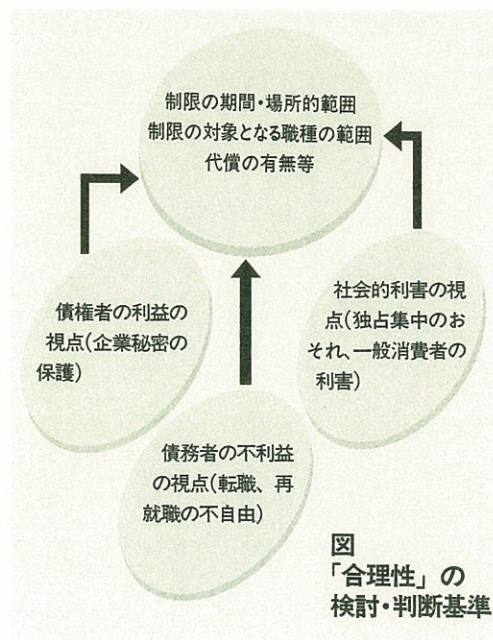 制限の期間・場所的範囲
制限の対象となる職種の範囲
代償の有無等
債権者の利益の
視点(企業秘密の
保護)
社会的利害の視
点(独占集中のお
それ、一般消費者の
利害)
債務者の不利益
の視点(転職、再
就職の不自由)
図
「合理性」の
検討・判断基準